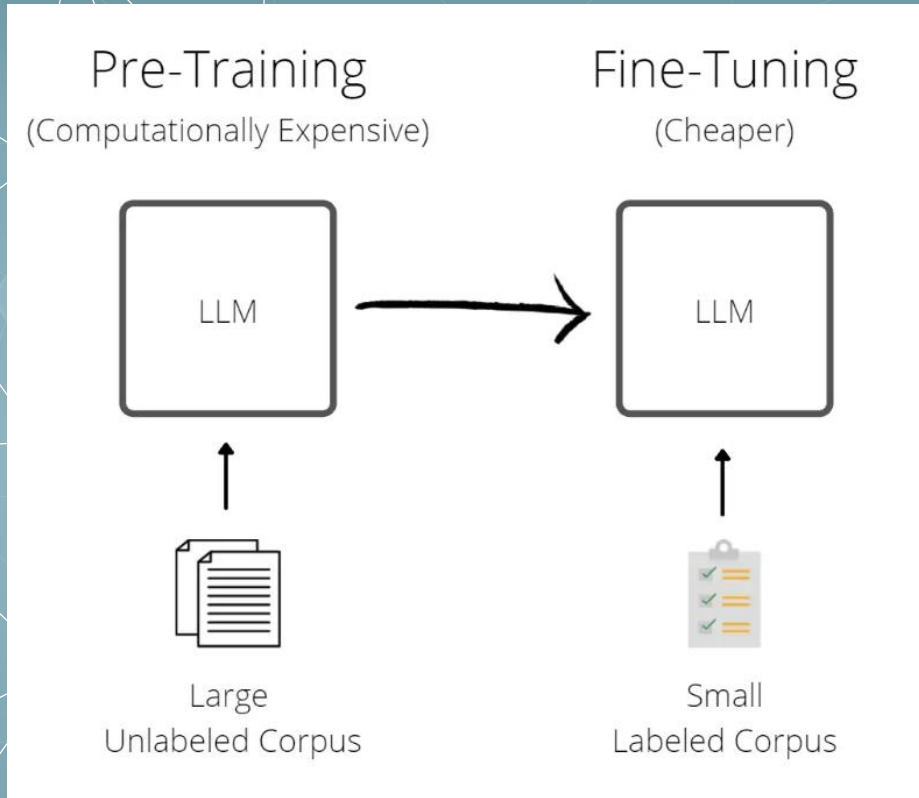 Pre-Training
(Computationally Expensive)
LLM
Large
Unlabeled Corpus
Fine-Tuning
(Cheaper)
LLM
Small
Labeled Corpus